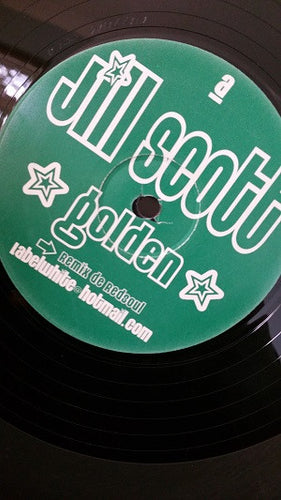 a
Jill Scott
golden
Remix de Redsoul
Labelwhite@hotmail.com